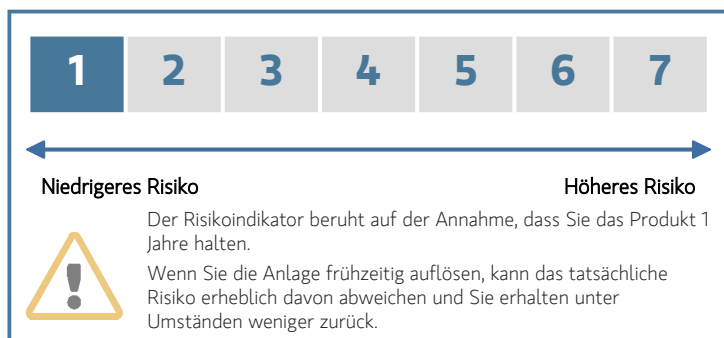 1 2 3 4 5 6 7
Niedrigeres Risiko Höheres Risiko
Der Risikoindikator beruht auf der Annahme, dass Sie das Produkt 1
Jahre halten.
Wenn Sie die Anlage frühzeitig auflösen, kann das tatsächliche
Risiko erheblich davon abweichen und Sie erhalten unter
Umständen weniger zurück.